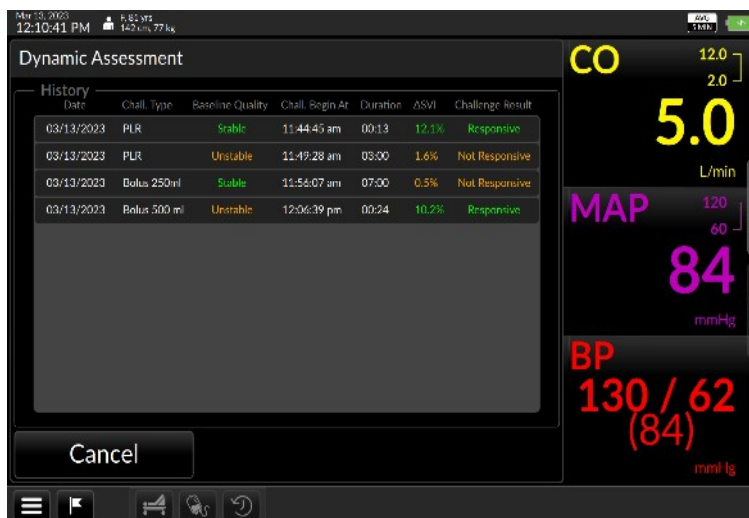 Mar 13, 2023
12:10:41 PM
F, 81 yrs
142 cm, 77 kg
AVG
5 MIN
Dynamic Assessment
History
Date Chall. Type Baseline Quality Chall. Begin At Duration ΔSVI Challenge Result
03/13/2023 PLR Stable 11:44:45 am 00:13 12.1% Responsive
03/13/2023 PLR Unstable 11:49:28 am 03:00 1.6% Not Responsive
03/13/2023 Bolus 250ml Stable 11:56:07 am 07:00 0.5% Not Responsive
03/13/2023 Bolus 500 ml Unstable 12:06:39 pm 00:24 10.2% Responsive
Cancel
CO
12.0
2.0
5.0
L/min
MAP
120
60
84
mmHg
BP
130 / 62
(84)
mmHg